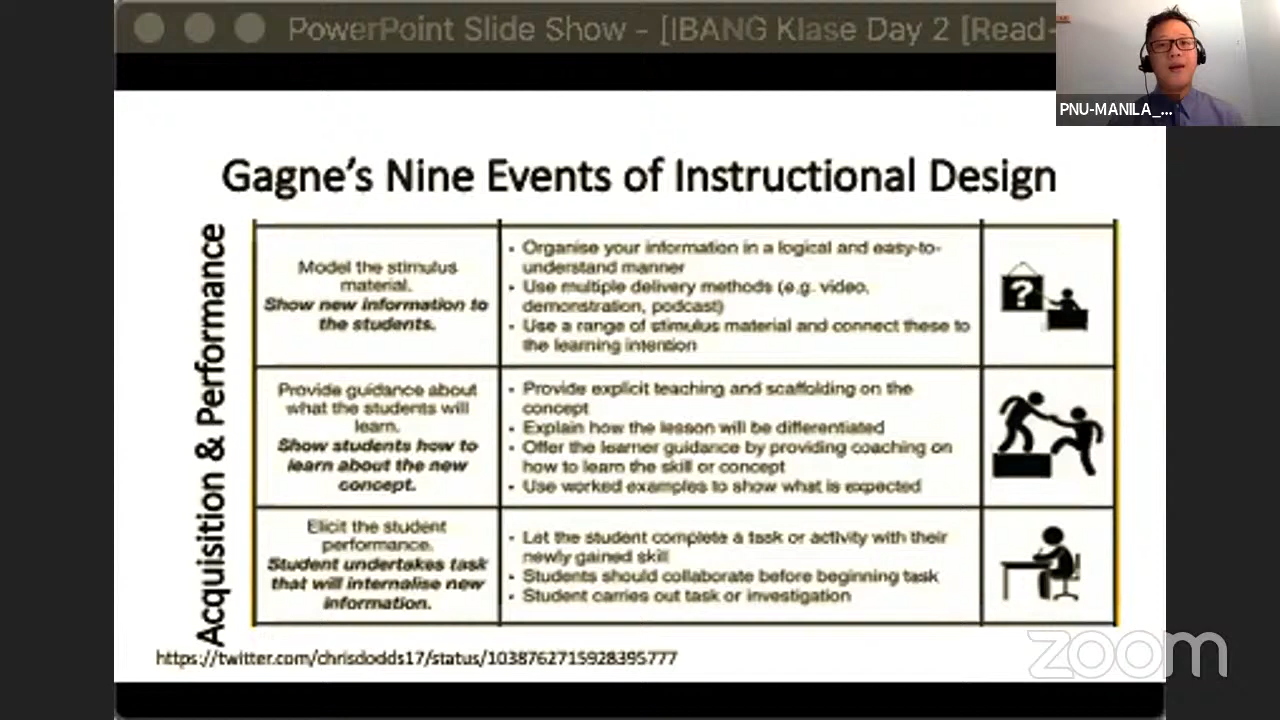 PowerPoint Slide Show - [IBANG Klase Day 2 [Read-
PNU-MANILA_...
Gagne's Nine Events of Instructional Design
Acquisition & Performance
Model the stimulus
material.
Show new information to
the students.
• Organise your information in a logical and easy-to-
understand manner
• Use multiple delivery methods (e.g. video,
demonstration, podcast)
• Use a range of stimulus material and connect these to
the learning intention
?
Provide guidance about
what the students will
learn.
Show students how to
learn about the new
concept.
• Provide explicit teaching and scaffolding on the
concept
• Explain how the lesson will be differentiated
• Offer the learner guidance by providing coaching on
how to learn the skill or concept
• Use worked examples to show what is expected
Elicit the student
performance.
Student undertakes task
that will internalise new
information.
• Let the student complete a task or activity with their
newly gained skill
• Students should collaborate before beginning task
• Student carries out task or investigation
https://twitter.com/chrisdodds17/status/1038762715928395777
zoom